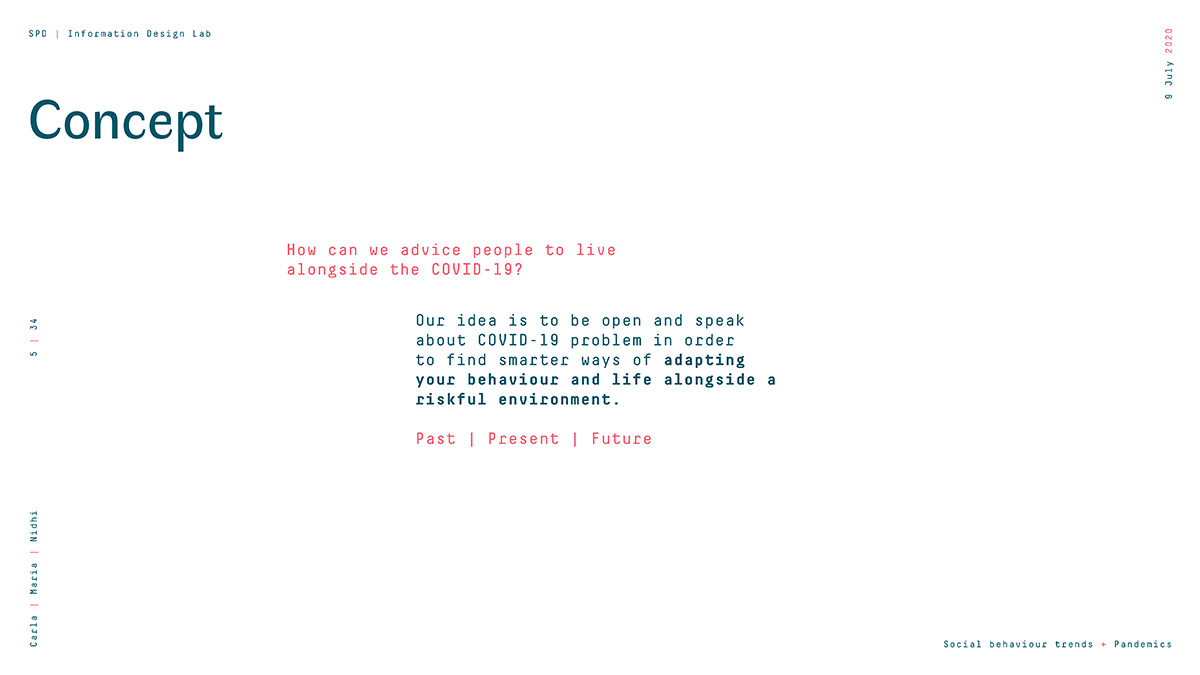 SPD | Information Design Lab
9 July 2020
Concept
How can we advice people to live
alongside the COVID-19?
Our idea is to be open and speak
about COVID-19 problem in order
to find smarter ways of adapting
your behaviour and life alongside a
riskful environment.
Past | Present | Future
5 | 34
Carla | Maria | Nidhi
Social behaviour trends + Pandemics